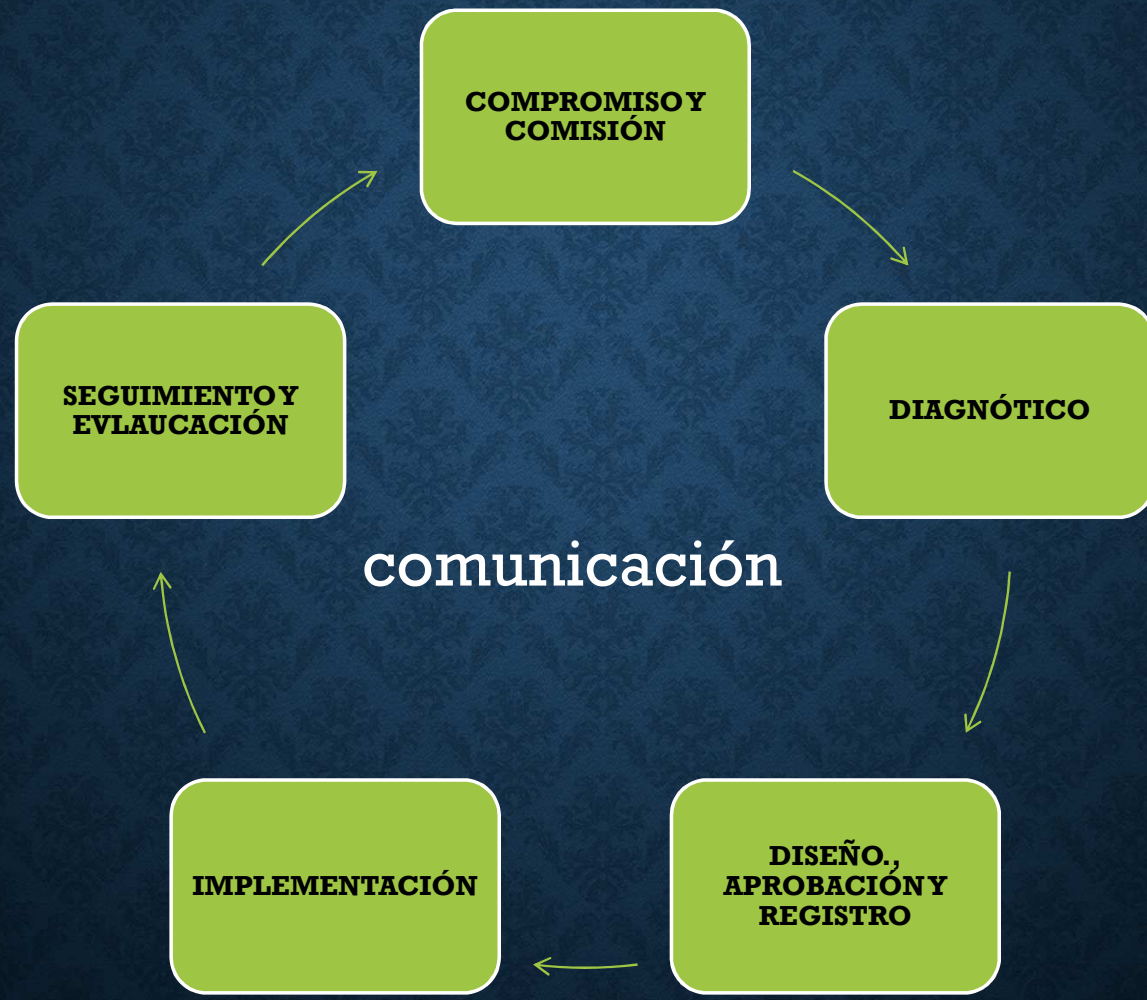 COMPROMISO Y
COMISIÓN
DIAGNÓTICO
DISEÑO.,
APROBACIÓN Y
REGISTRO
IMPLEMENTACIÓN
SEGUIMIENTO Y
EVLAUCACIÓN
comunicación